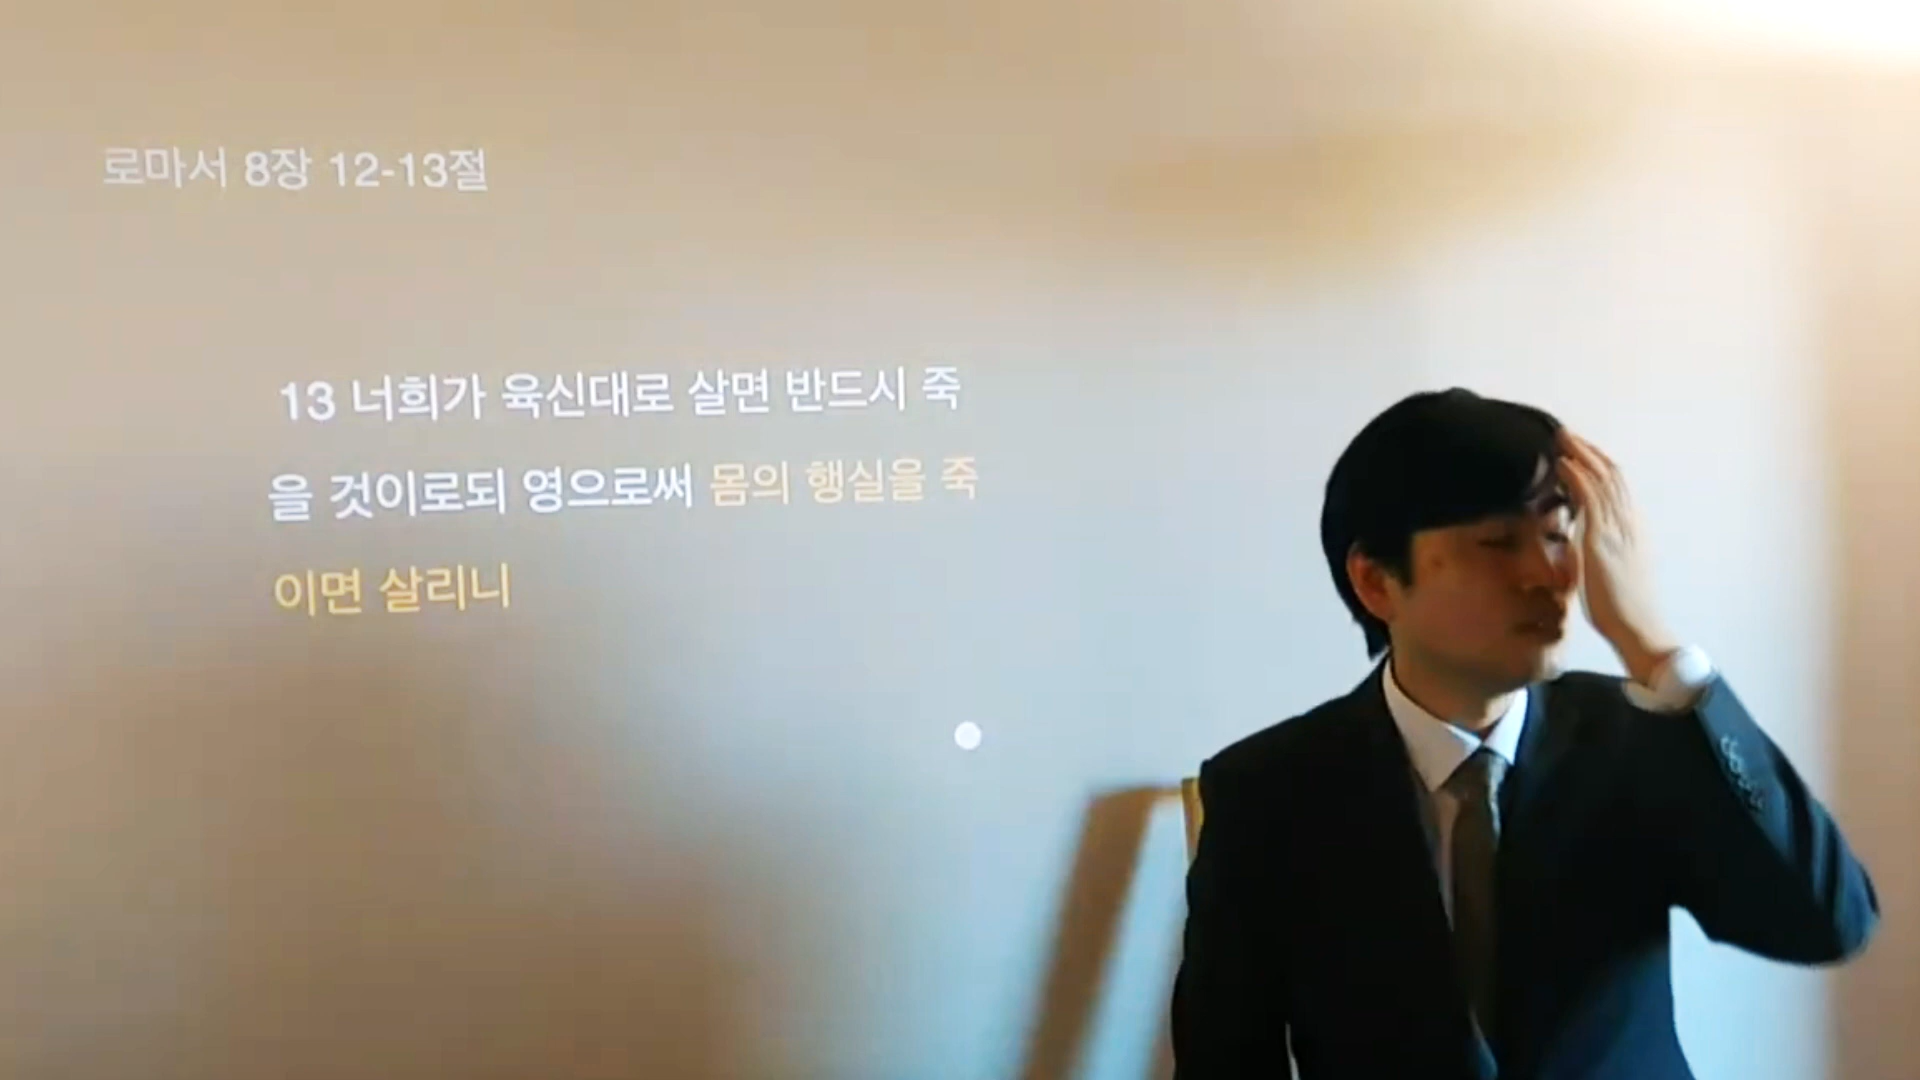 로마서 8장 12-13절
13 너희가 육신대로 살면 반드시 죽
을 것이로되 영으로써 몸의 행실을 죽
이면 살리니